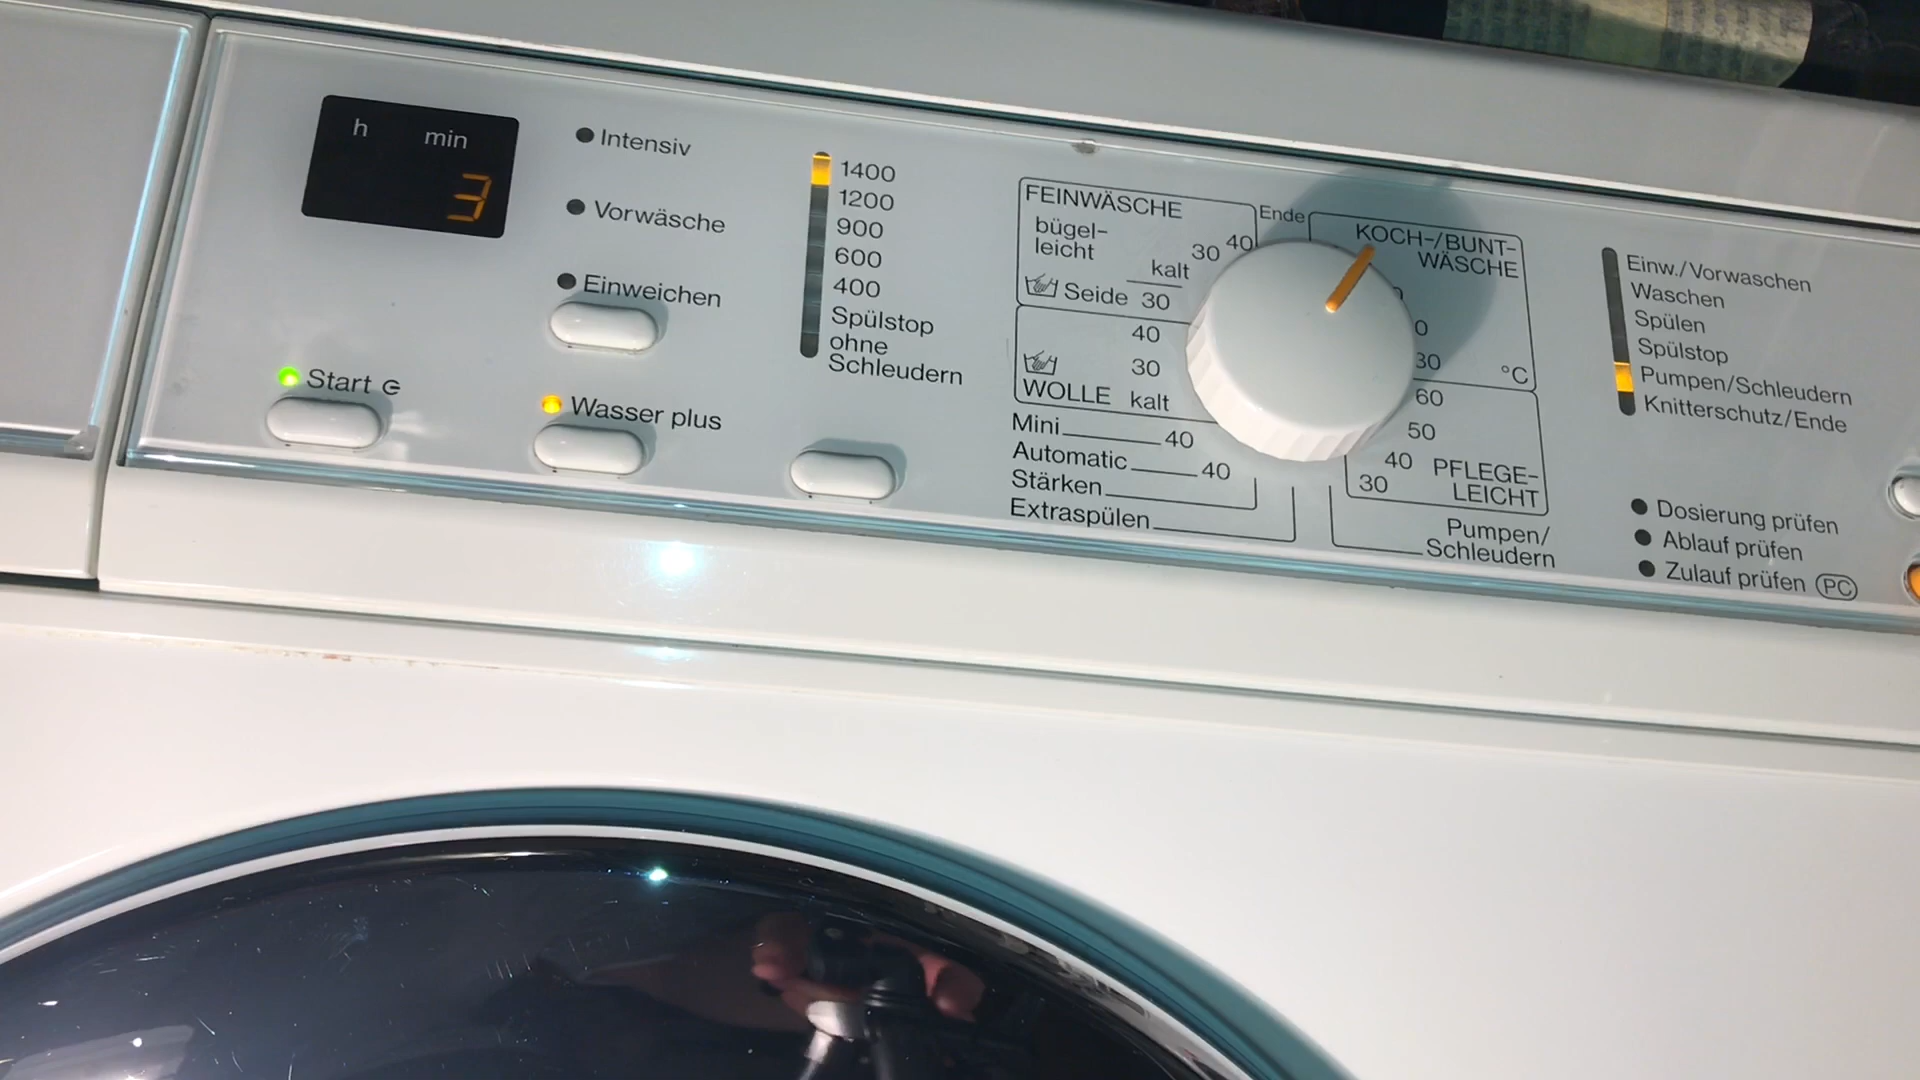 h min
3
Intensiv
Vorwäsche
Einweichen
Start
Wasser plus
1400
1200
900
600
400
Spülstop
ohne
Schleudern
FEINWÄSCHE
bügel-
leicht
40
30
kalt
Seide 30
40
30
WOLLE kalt
Mini 40
Automatic 40
Stärken
Extraspülen
Ende
KOCH-/BUNT-
WÄSCHE
0
30 °C
60
50
40 PFLEGE-
30 LEICHT
Pumpen/
Schleudern
Einw./Vorwaschen
Waschen
Spülen
Spülstop
Pumpen/Schleudern
Knitterschutz/Ende
Dosierung prüfen
Ablauf prüfen
Zulauf prüfen PC